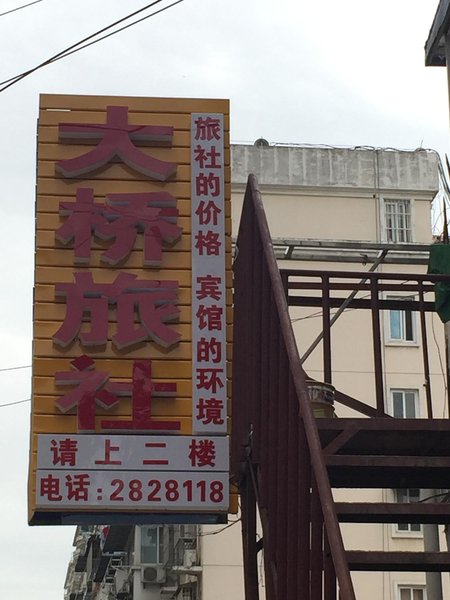 大桥旅社
旅社的价格 宾馆的环境
请上二楼
电话:2828118